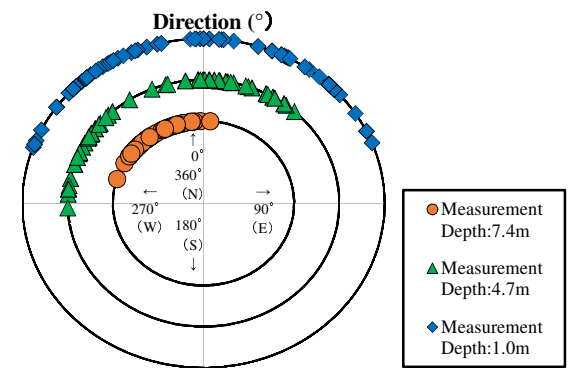 Direction (°)
↑
0°
360°
(N)
←
→
270°
90°
(W)
180°
(E)
(S)
↓
Measurement
Depth:7.4m
Measurement
Depth:4.7m
Measurement
Depth:1.0m